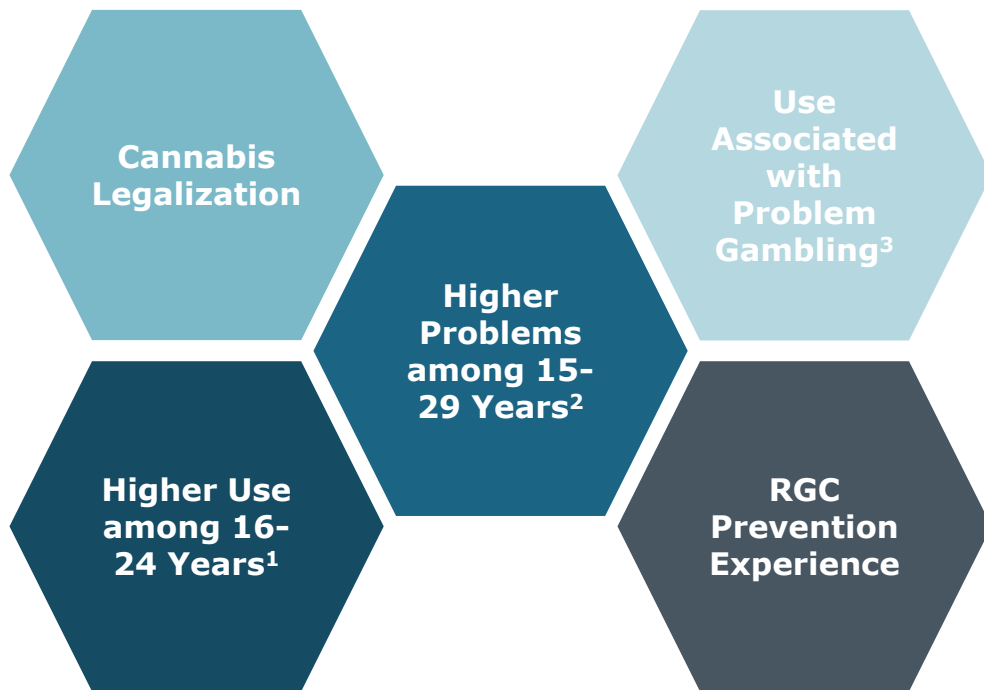 Cannabis
Legalization
Use
Associated
with
Problem
Gambling³
Higher
Problems
among 15-
29 Years²
Higher Use
among 16-
24 Years¹
RGC
Prevention
Experience